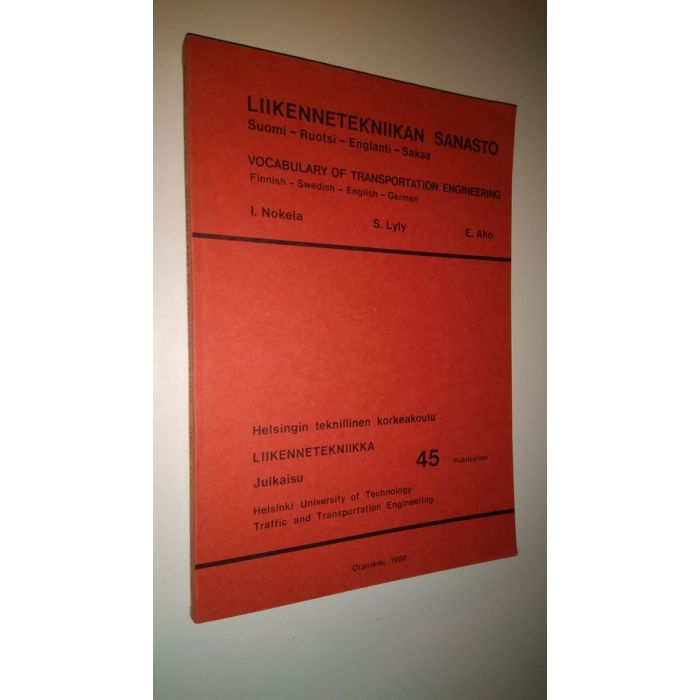 LIIKENNETEKNIIKAN SANASTO
Suomi – Ruotsi – Englanti – Saksa
VOCABULARY OF TRANSPORTATION ENGINEERING
Finnish – Swedish – English – German
I. Nokela S. Lyly E. Aho
Helsingin teknillinen korkeakoulu
LIIKENNETEKNIIKKA
Julkaisu 45 Publication
Helsinki University of Technology
Traffic and Transportation Engineering
Otaniemi 1980